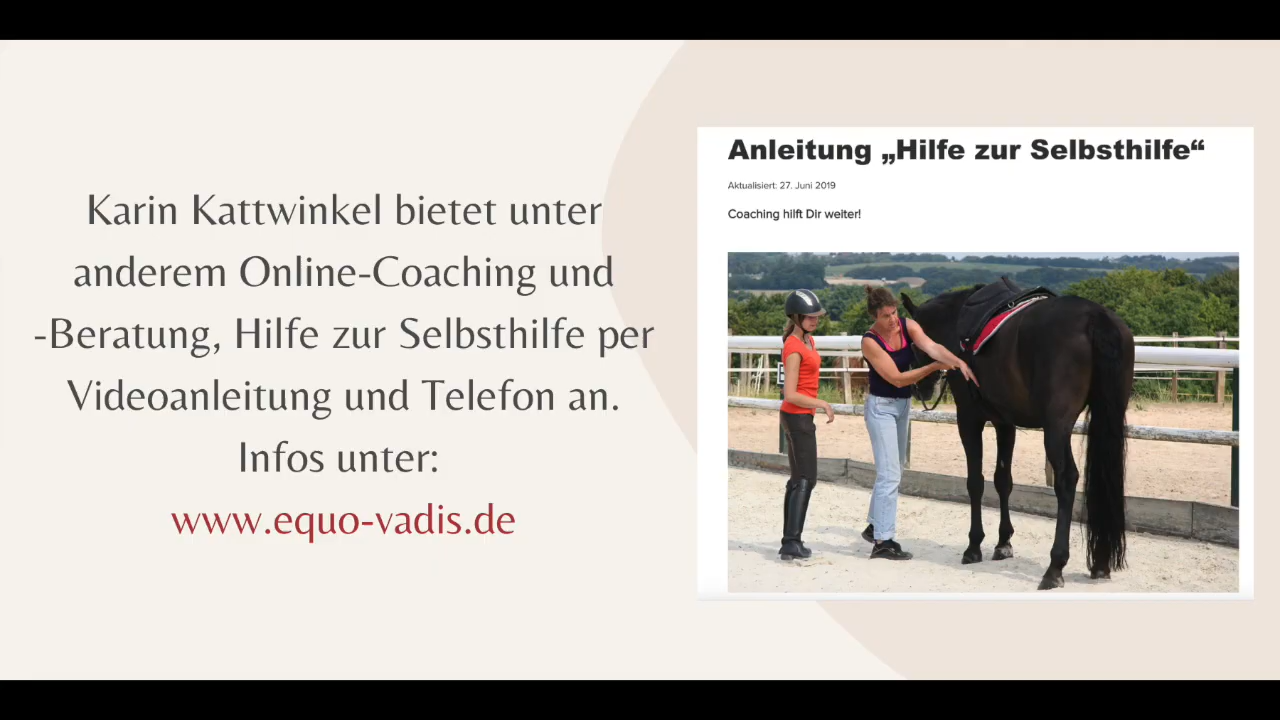 Karin Kattwinkel bietet unter
anderem Online-Coaching und
-Beratung, Hilfe zur Selbsthilfe per
Videoanleitung und Telefon an.
Infos unter:
www.equo-vadis.de
Anleitung „Hilfe zur Selbsthilfe“
Aktualisiert: 27. Juni 2019
Coaching hilft Dir weiter!